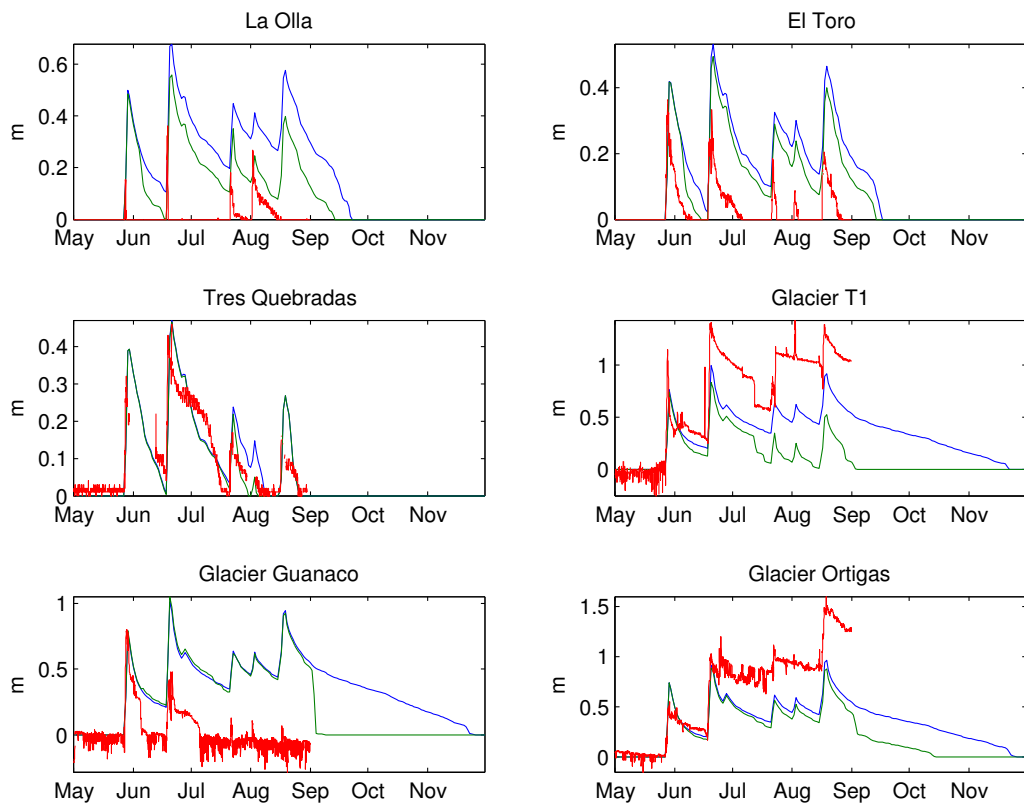 La Olla
m
0.6
0.4
0.2
0
May Jun Jul Aug Sep Oct Nov
El Toro
m
0.4
0.2
0
May Jun Jul Aug Sep Oct Nov
Tres Quebradas
m
0.4
0.3
0.2
0.1
0
May Jun Jul Aug Sep Oct Nov
Glacier T1
m
1
0.5
0
May Jun Jul Aug Sep Oct Nov
Glacier Guanaco
m
1
0.5
0
May Jun Jul Aug Sep Oct Nov
Glacier Ortigas
m
1.5
1
0.5
0
May Jun Jul Aug Sep Oct Nov